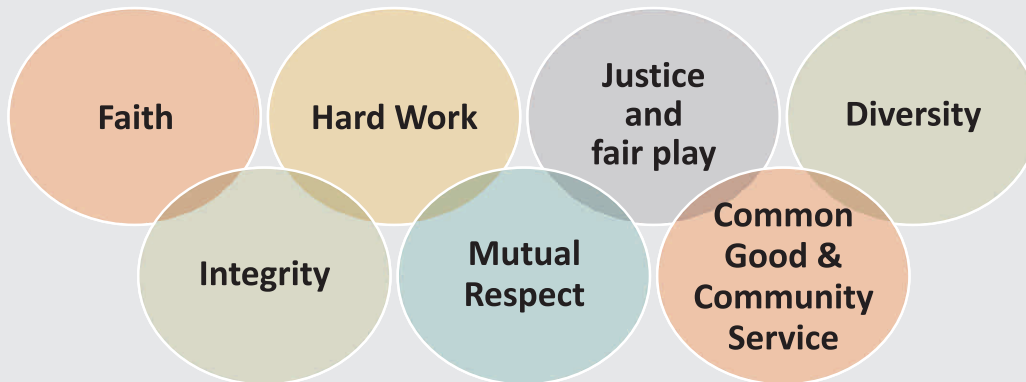 Faith
Hard Work
Justice
and
fair play
Diversity
Integrity
Mutual
Respect
Common
Good &
Community
Service